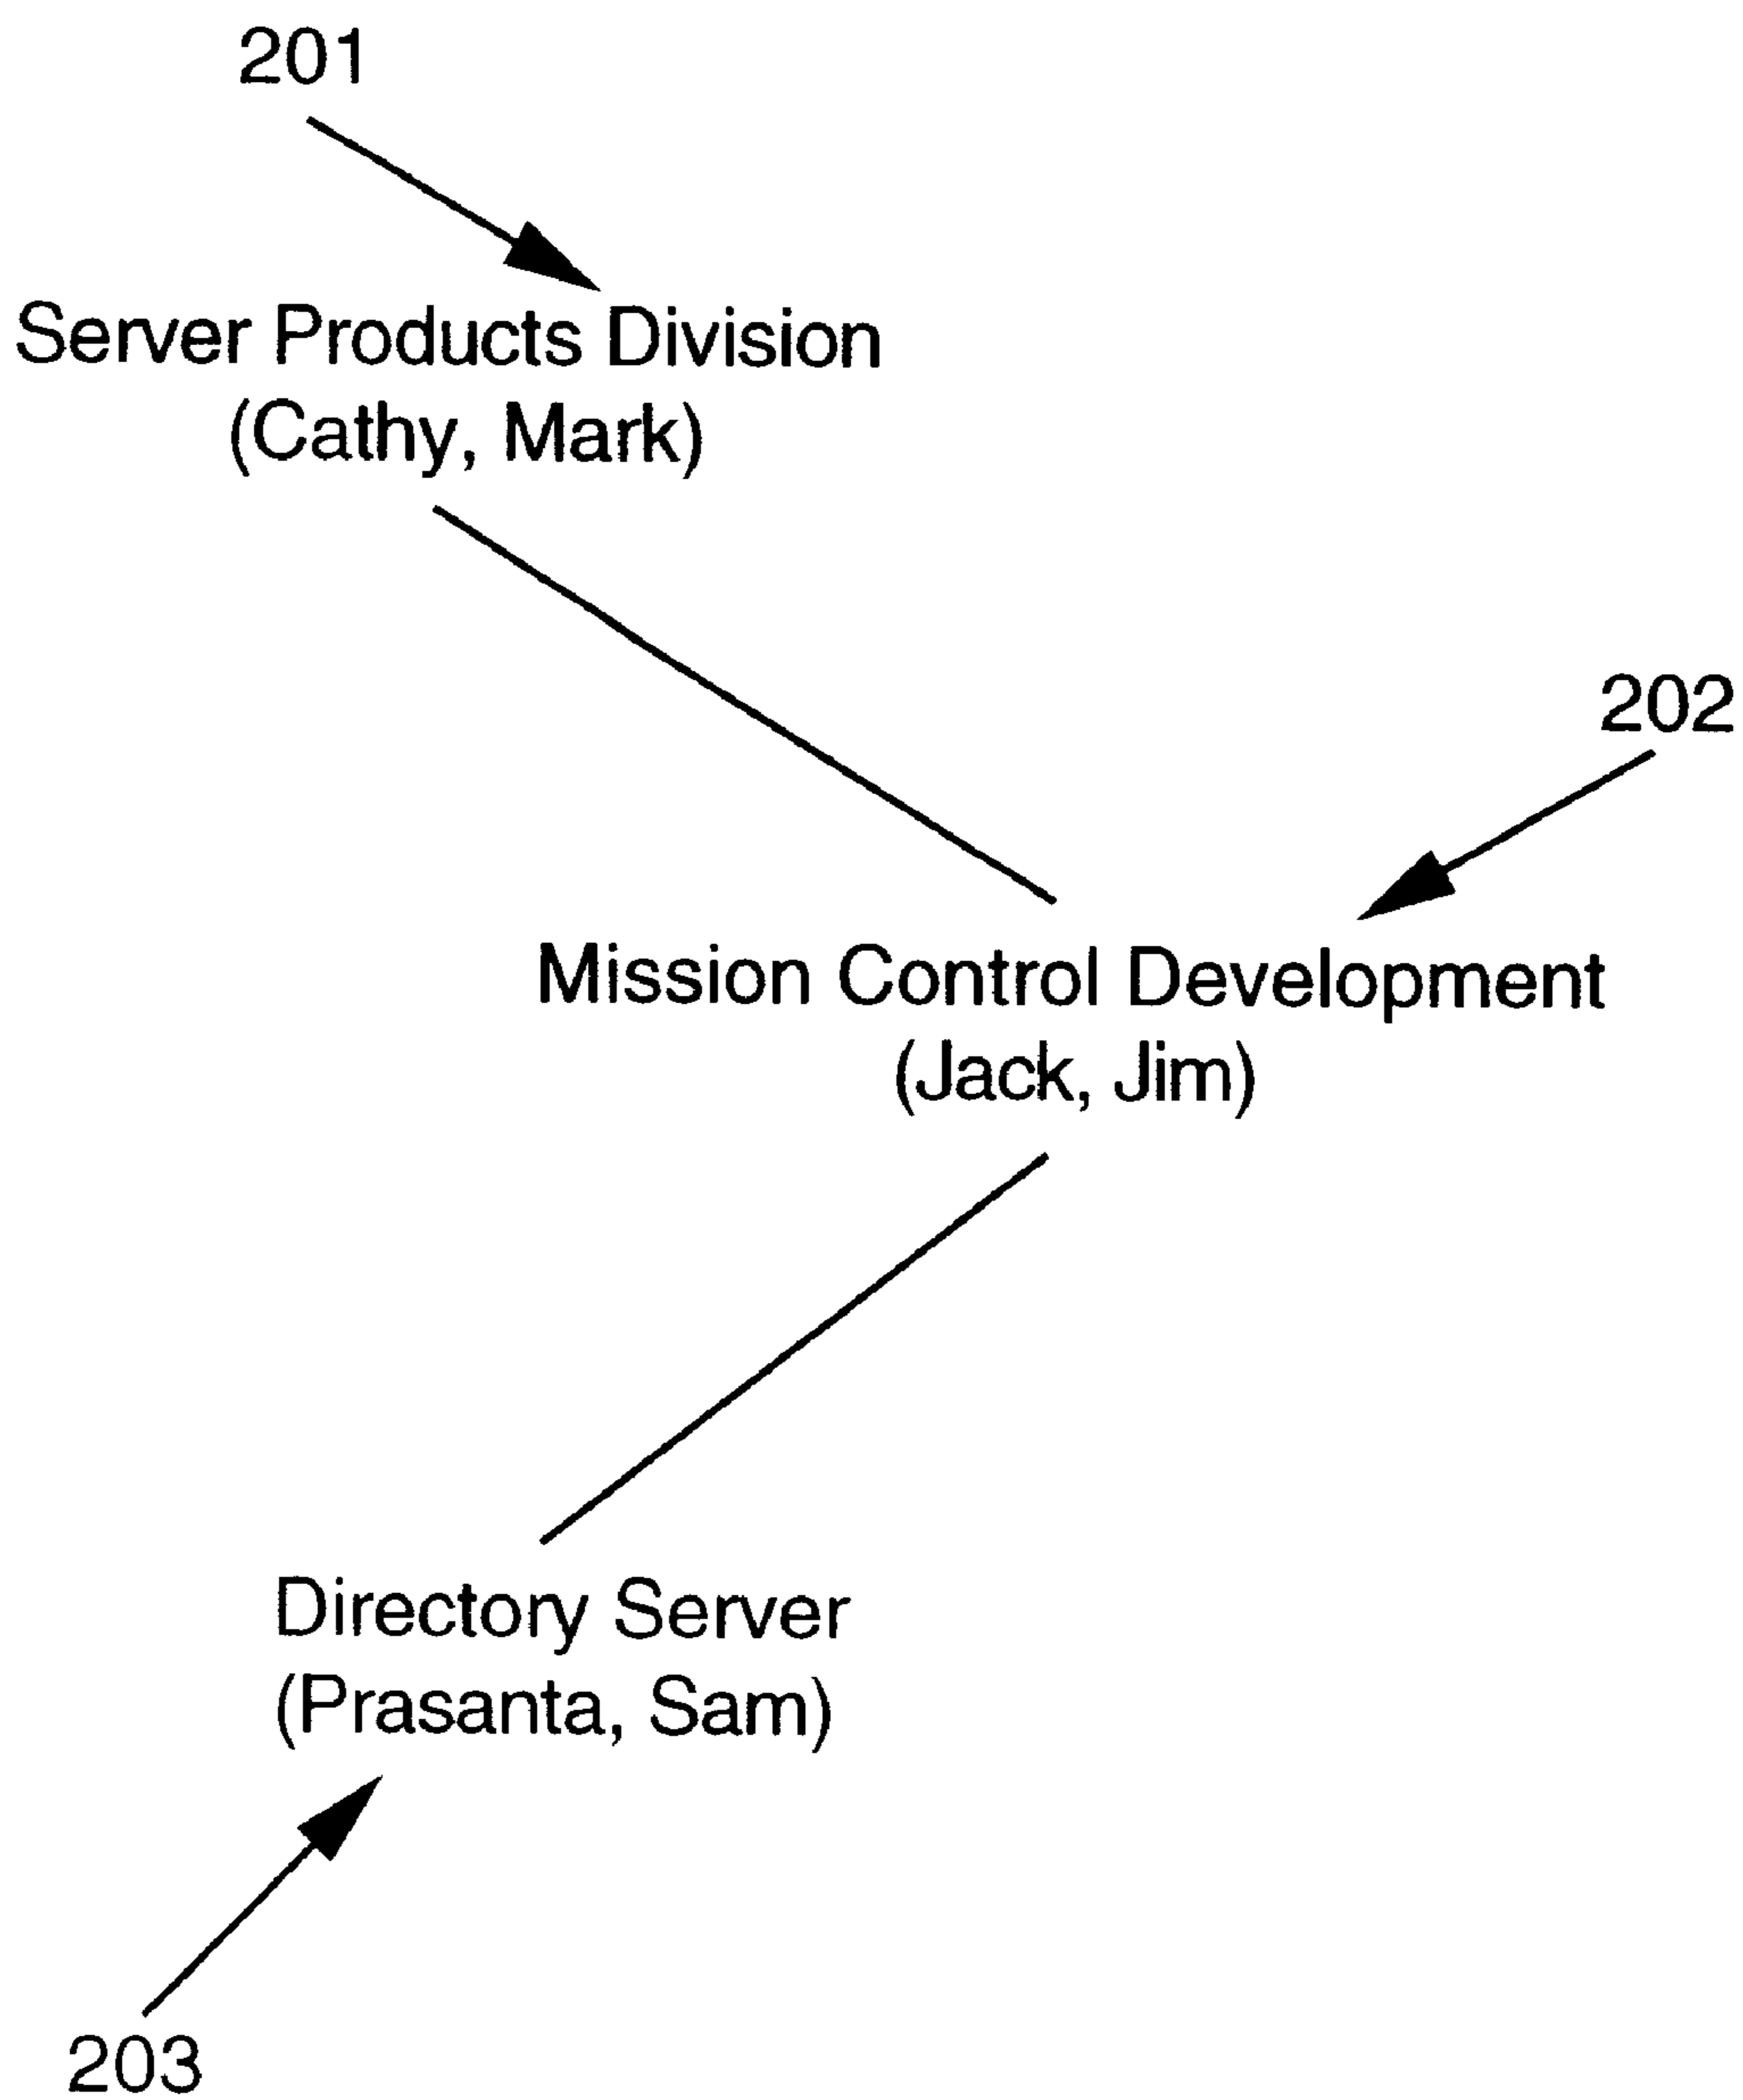 201
Server Products Division
(Cathy, Mark)
202
Mission Control Development
(Jack, Jim)
Directory Server
(Prasanta, Sam)
203